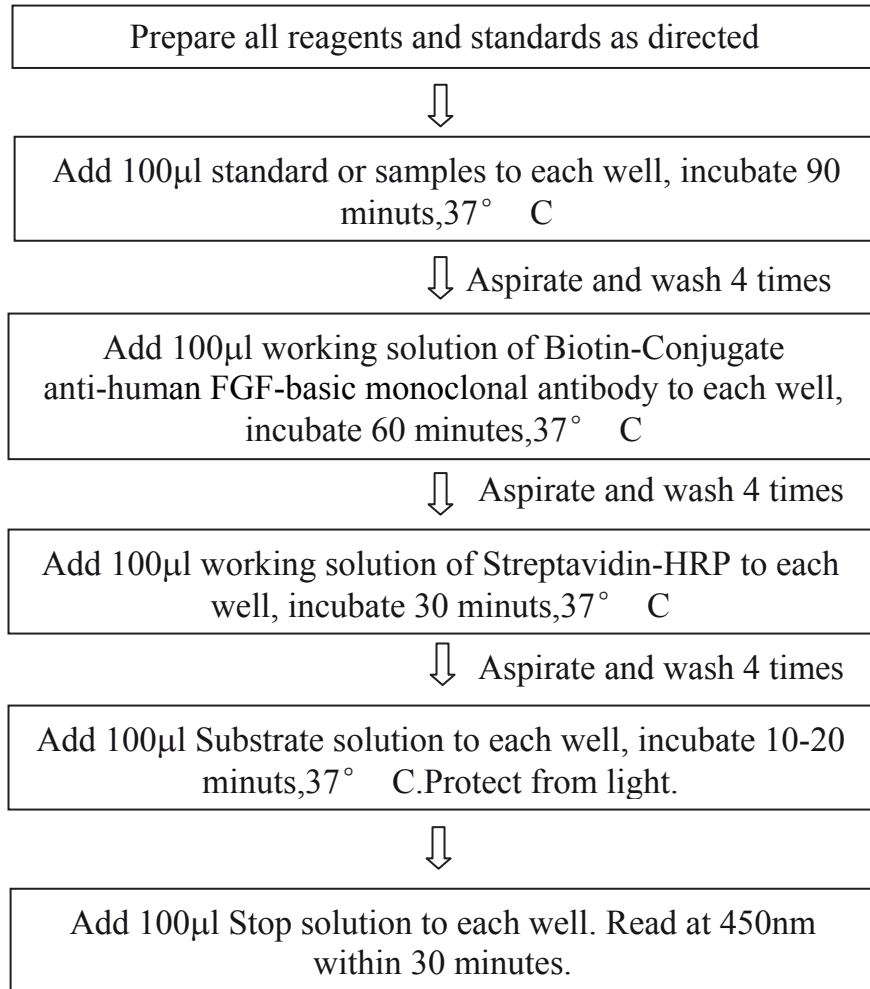 Prepare all reagents and standards as directed
Add 100μl standard or samples to each well, incubate 90
minuts,37° C
Aspirate and wash 4 times
Add 100μl working solution of Biotin-Conjugate
anti-human FGF-basic monoclonal antibody to each well,
incubate 60 minutes,37° C
Aspirate and wash 4 times
Add 100μl working solution of Streptavidin-HRP to each
well, incubate 30 minuts,37° C
Aspirate and wash 4 times
Add 100μl Substrate solution to each well, incubate 10-20
minuts,37° C.Protect from light.
Add 100μl Stop solution to each well. Read at 450nm
within 30 minutes.